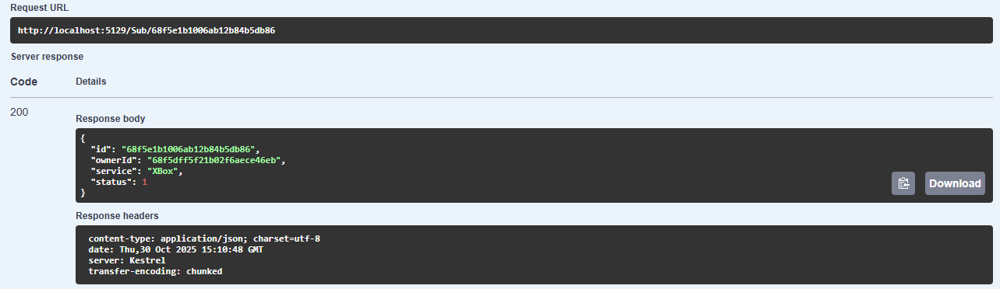 Request URL
http://localhost:5129/Sub/68f5e1b1006ab12b84b5db86
Server response
Code Details
200
Response body
{
"id": "68f5e1b1006ab12b84b5db86",
"ownerId": "68f5dff5f21b02f6aece46eb",
"service": "XBox",
"status": 1
}
Download
Response headers
content-type: application/json; charset=utf-8
date: Thu,30 Oct 2025 15:10:48 GMT
server: Kestrel
transfer-encoding: chunked